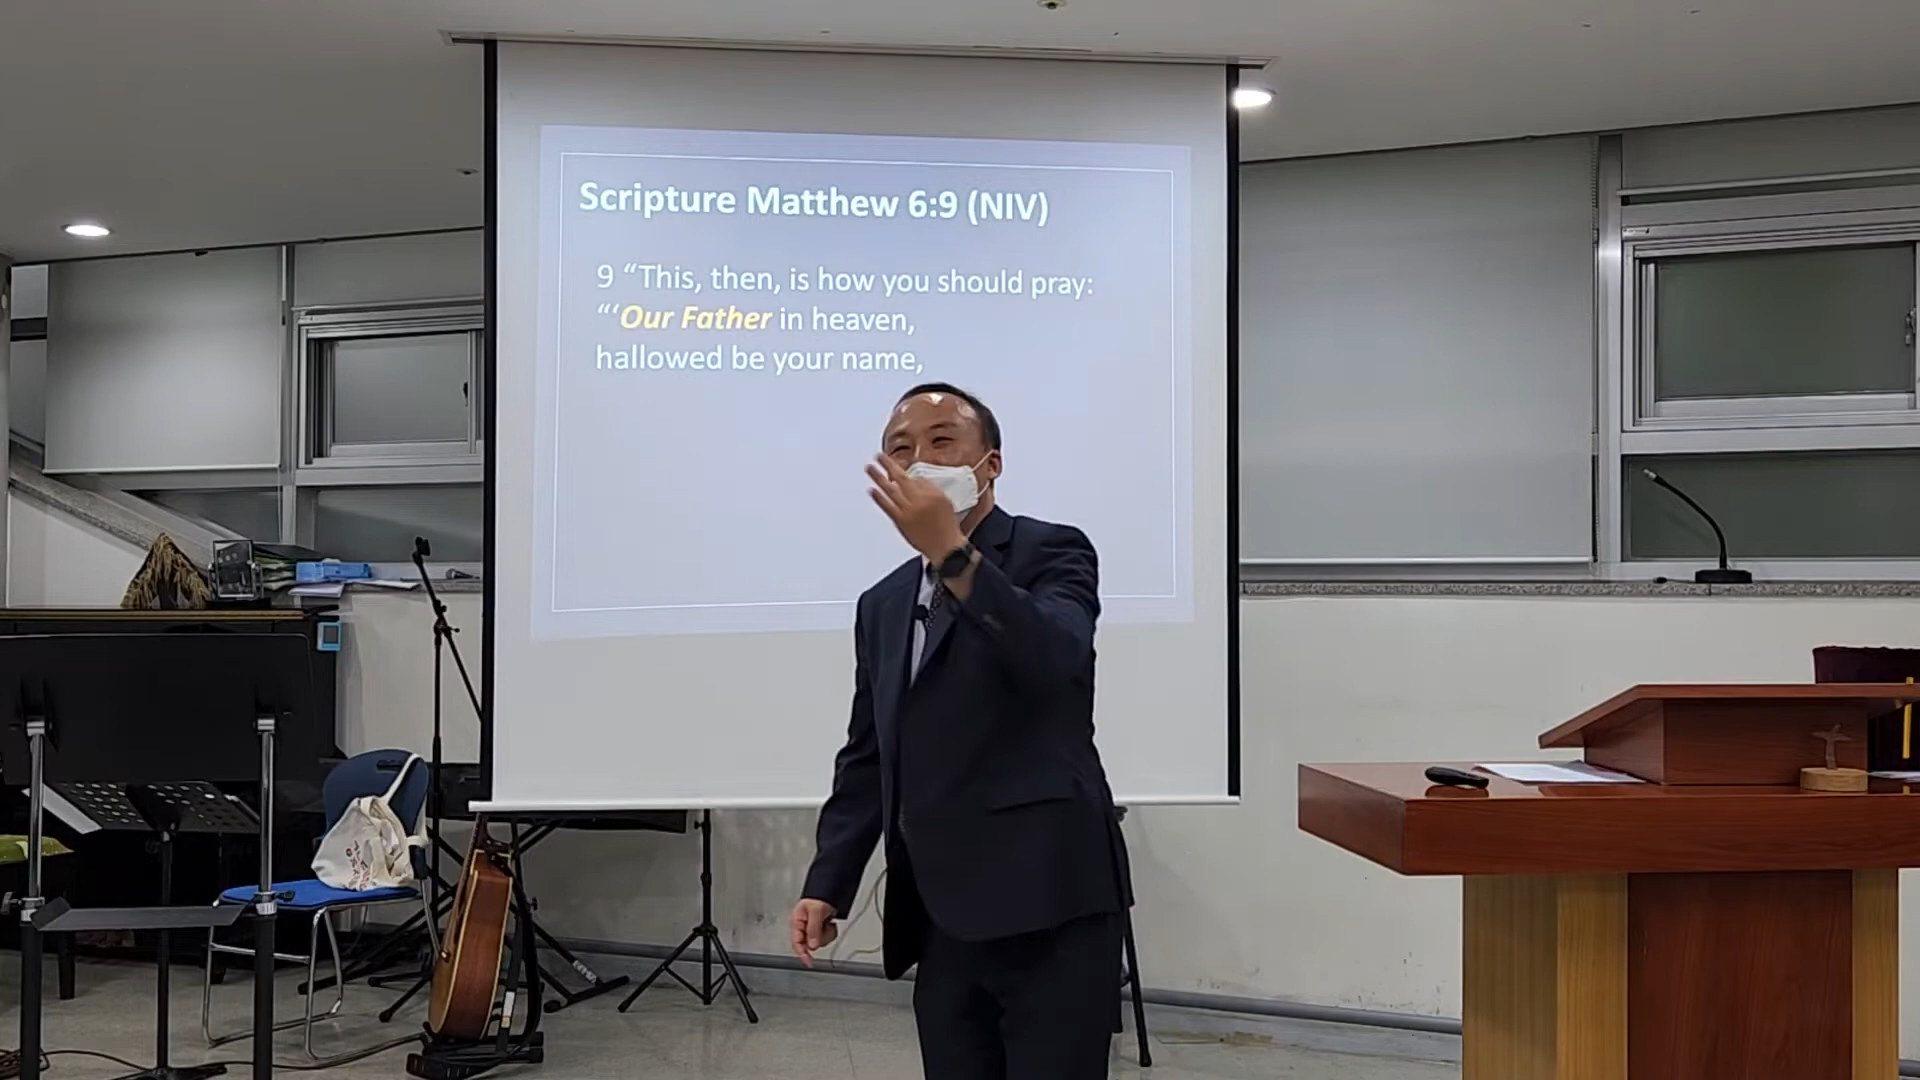 Scripture Matthew 6:9 (NIV)
9 “This, then, is how you should pray:
“‘Our Father in heaven,
hallowed be your name,